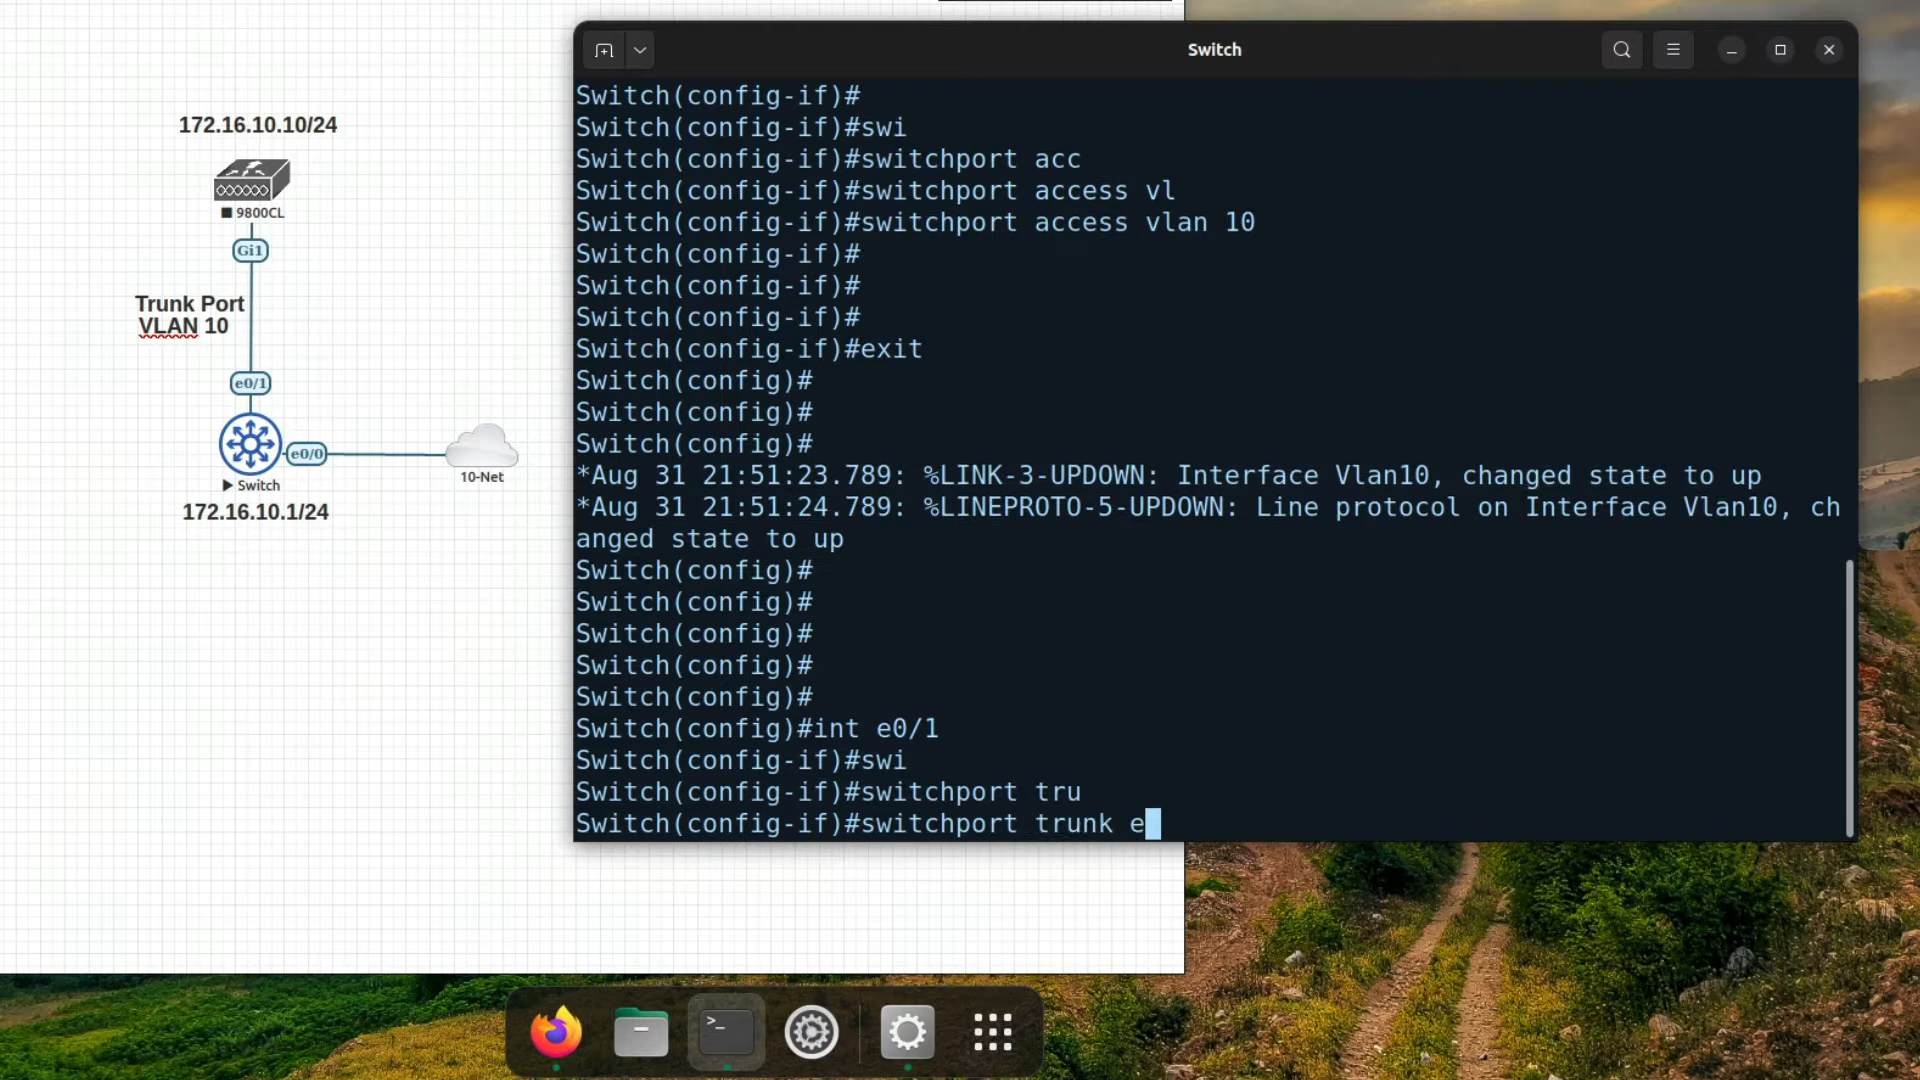 172.16.10.10/24
9800CL
Gi1
Trunk Port
VLAN 10
e0/1
e0/0
10-Net
Switch
172.16.10.1/24
Switch
Switch(config-if)#
Switch(config-if)#swi
Switch(config-if)#switchport acc
Switch(config-if)#switchport access vl
Switch(config-if)#switchport access vlan 10
Switch(config-if)#
Switch(config-if)#
Switch(config-if)#
Switch(config-if)#exit
Switch(config)#
Switch(config)#
Switch(config)#
*Aug 31 21:51:23.789: %LINK-3-UPDOWN: Interface Vlan10, changed state to up
*Aug 31 21:51:24.789: %LINEPROTO-5-UPDOWN: Line protocol on Interface Vlan10, ch
anged state to up
Switch(config)#
Switch(config)#
Switch(config)#
Switch(config)#
Switch(config)#
Switch(config)#int e0/1
Switch(config-if)#swi
Switch(config-if)#switchport tru
Switch(config-if)#switchport trunk e